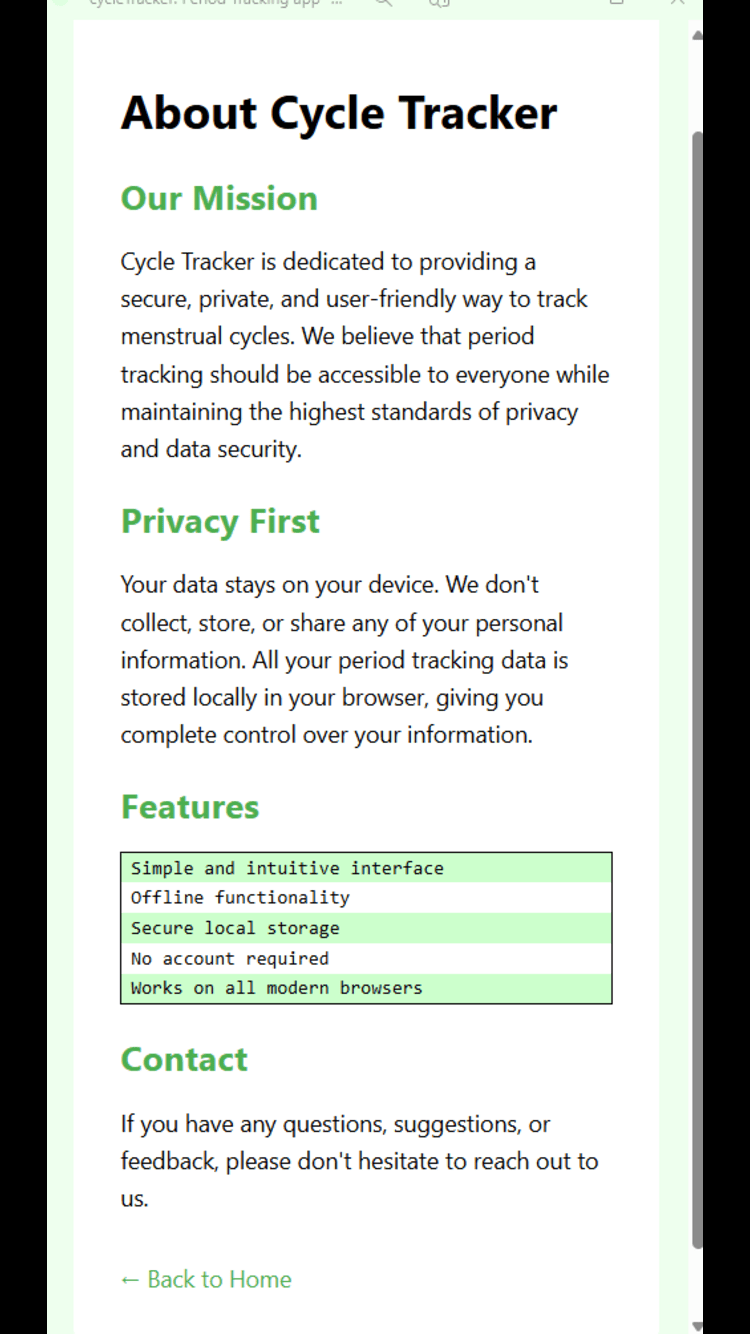 cycleTracker: Period Tracking app ...
About Cycle Tracker
Our Mission
Cycle Tracker is dedicated to providing a
secure, private, and user-friendly way to track
menstrual cycles. We believe that period
tracking should be accessible to everyone while
maintaining the highest standards of privacy
and data security.
Privacy First
Your data stays on your device. We don't
collect, store, or share any of your personal
information. All your period tracking data is
stored locally in your browser, giving you
complete control over your information.
Features
Simple and intuitive interface
Offline functionality
Secure local storage
No account required
Works on all modern browsers
Contact
If you have any questions, suggestions, or
feedback, please don't hesitate to reach out to
us.
← Back to Home